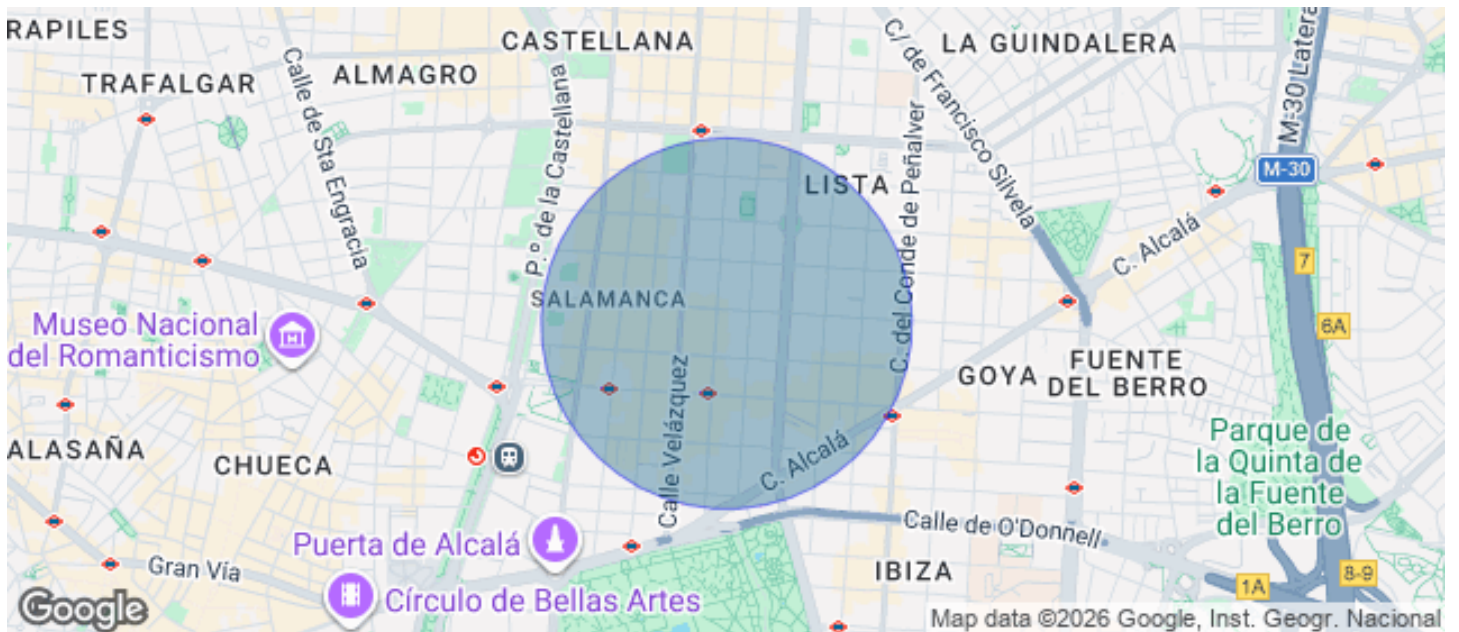 RAPILES
CASTELLANA
LA GUINDALERA
TRAFALGAR
ALMAGRO
Calle de Sta Engracia
P.º de la Castellana
C/ de Francisco Silvela
M-30 Latera
M-30
LISTA
C. del Conde de Peñalver
C. Alcalá
7
SALAMANCA
Museo Nacional
del Romanticismo
6A
GOYA
FUENTE
DEL BERRO
Calle Velázquez
ALASAÑA
CHUECA
C. Alcalá
Parque de
la Quinta de
la Fuente
del Berro
Puerta de Alcalá
Calle de O'Donnell
Gran Vía
IBIZA
8-9
1A
Círculo de Bellas Artes
Google
Map data ©2026 Google, Inst. Geogr. Nacional